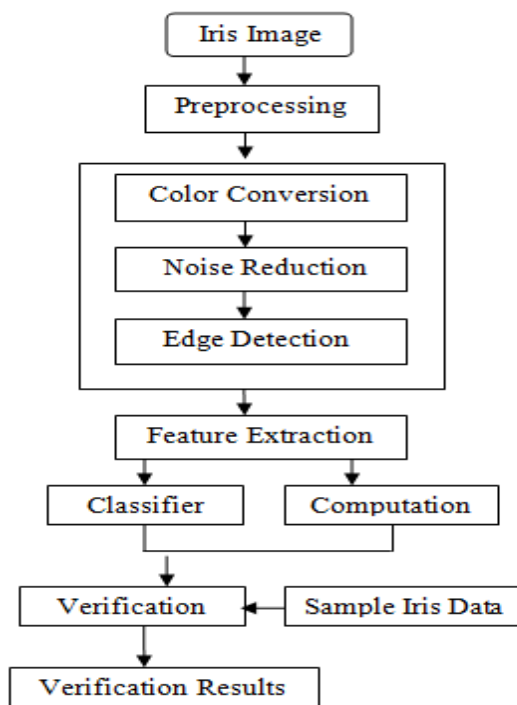 Iris Image
Preprocessing
Color Conversion
Noise Reduction
Edge Detection
Feature Extraction
Classifier
Computation
Verification
Sample Iris Data
Verification Results